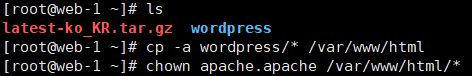 [root@web-1 ~]# ls
latest-ko_KR.tar.gz  wordpress
[root@web-1 ~]# cp -a wordpress/* /var/www/html
[root@web-1 ~]# chown apache.apache /var/www/html/*